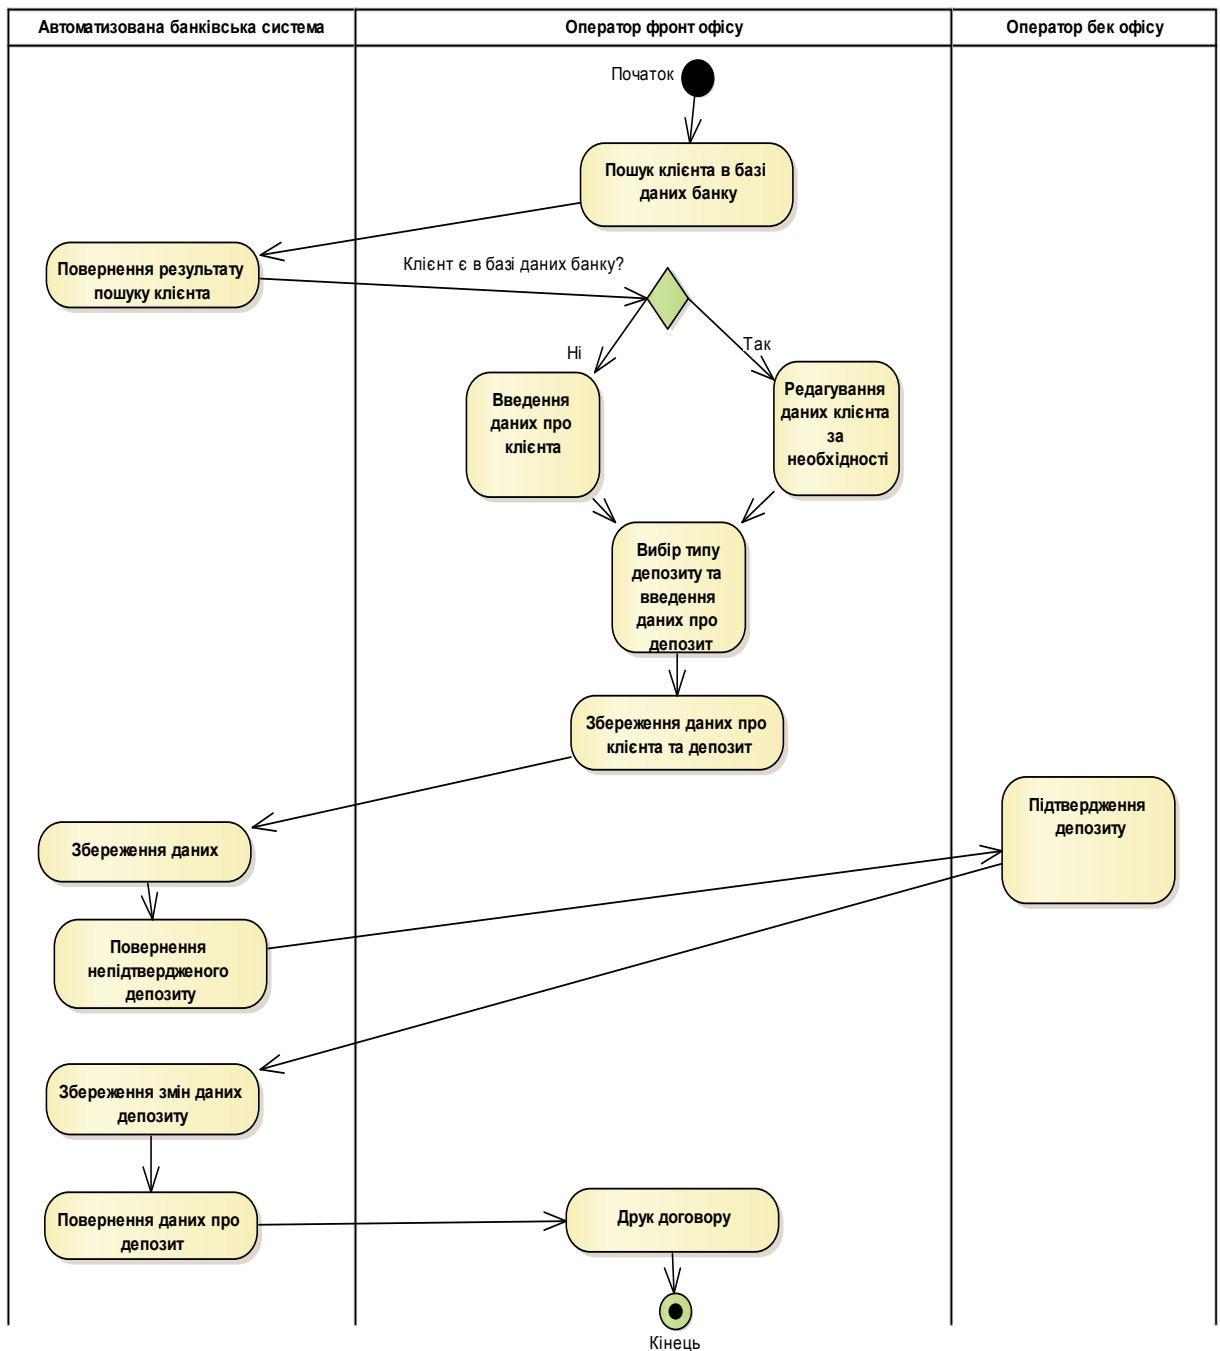 Автоматизована банківська система
Оператор фронт офісу
Оператор бек офісу
Початок
Пошук клієнта в базі
даних банку
Повернення результату
пошуку клієнта
Клієнт є в базі даних банку?
Ні
Так
Введення
даних про
клієнта
Редагування
даних клієнта
за
необхідності
Вибір типу
депозиту та
введення
даних про
депозит
Збереження даних про
клієнта та депозит
Підтвердження
депозиту
Збереження даних
Повернення
непідтвердженого
депозиту
Збереження змін даних
депозиту
Повернення даних про
депозит
Друк договору
Кінець